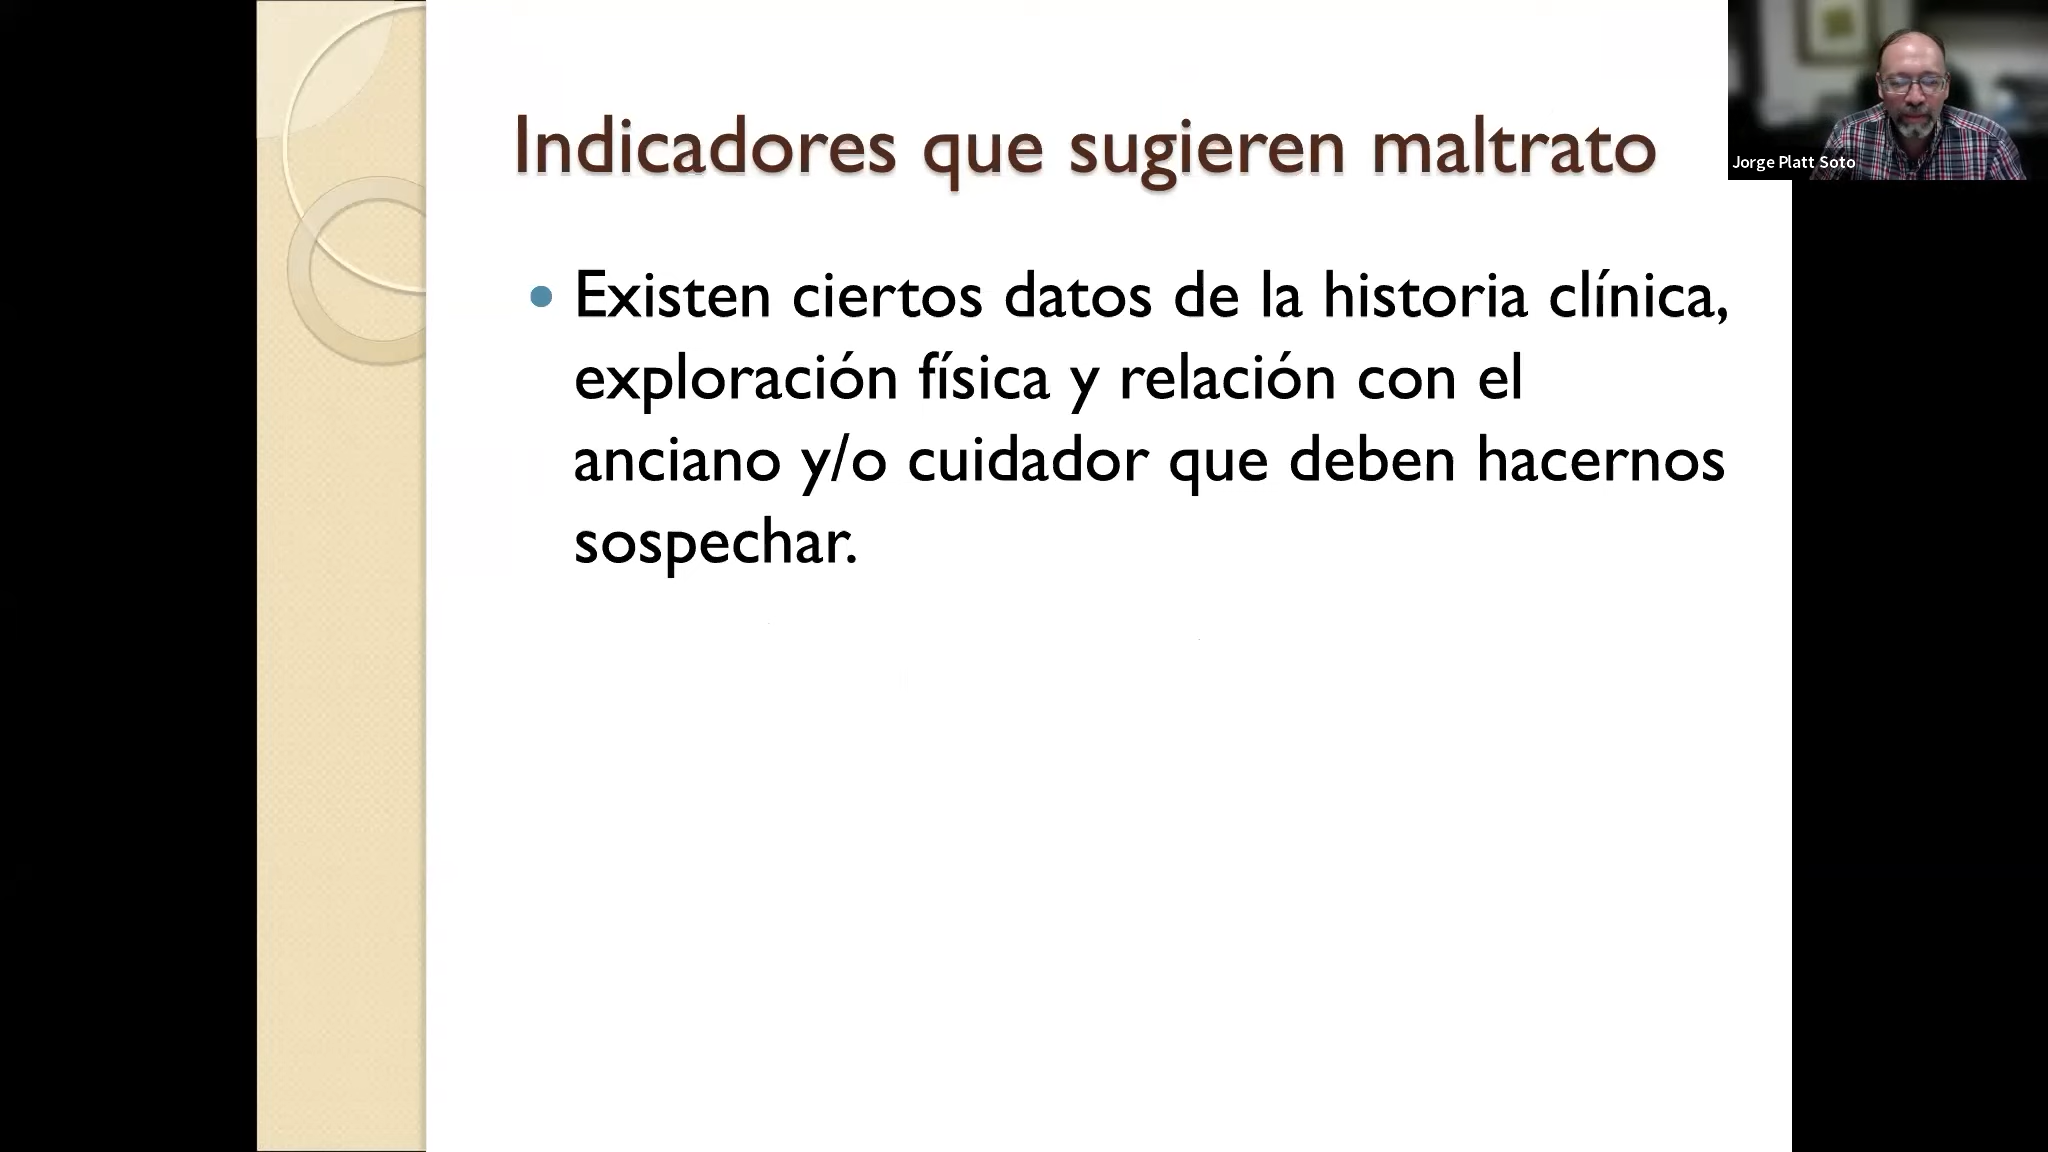 Indicadores que sugieren maltrato
Jorge Platt Soto
• Existen ciertos datos de la historia clínica,
exploración física y relación con el
anciano y/o cuidador que deben hacernos
sospechar.